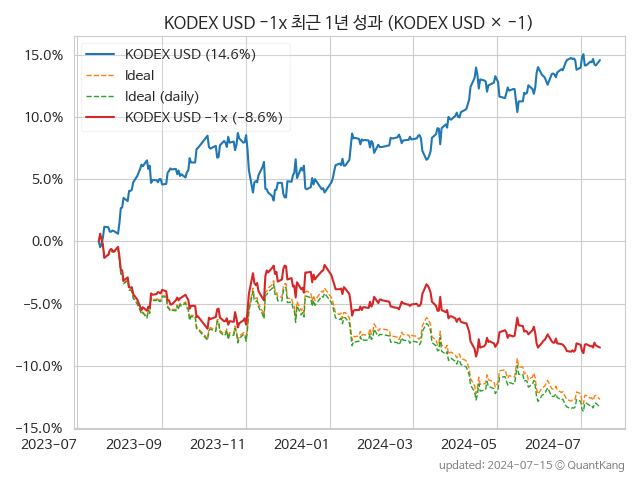 KODEX USD −1x 최근 1년 성과 (KODEX USD × −1)
KODEX USD (14.6%)
Ideal
Ideal (daily)
KODEX USD −1x (−8.6%)
15.0%
10.0%
5.0%
0.0%
−5.0%
−10.0%
−15.0%
2023−07
2023−09
2023−11
2024−01
2024−03
2024−05
2024−07
updated: 2024−07−15 © QuantKang